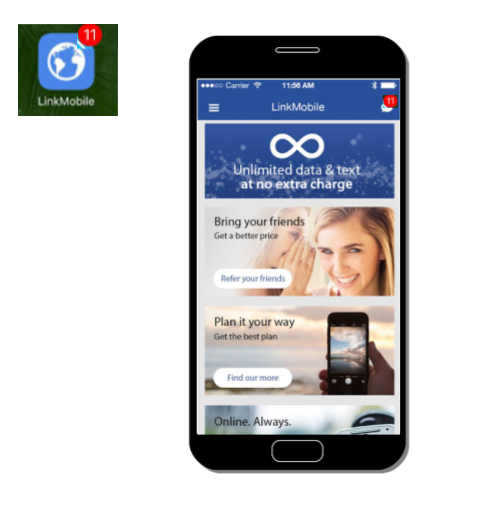 11
LinkMobile
Carrier
11:56 AM
LinkMobile
11
Unlimited data & text
at no extra charge
Bring your friends
Get a better price
Refer your friends
Plan it your way
Get the best plan
Find our more
Online. Always.